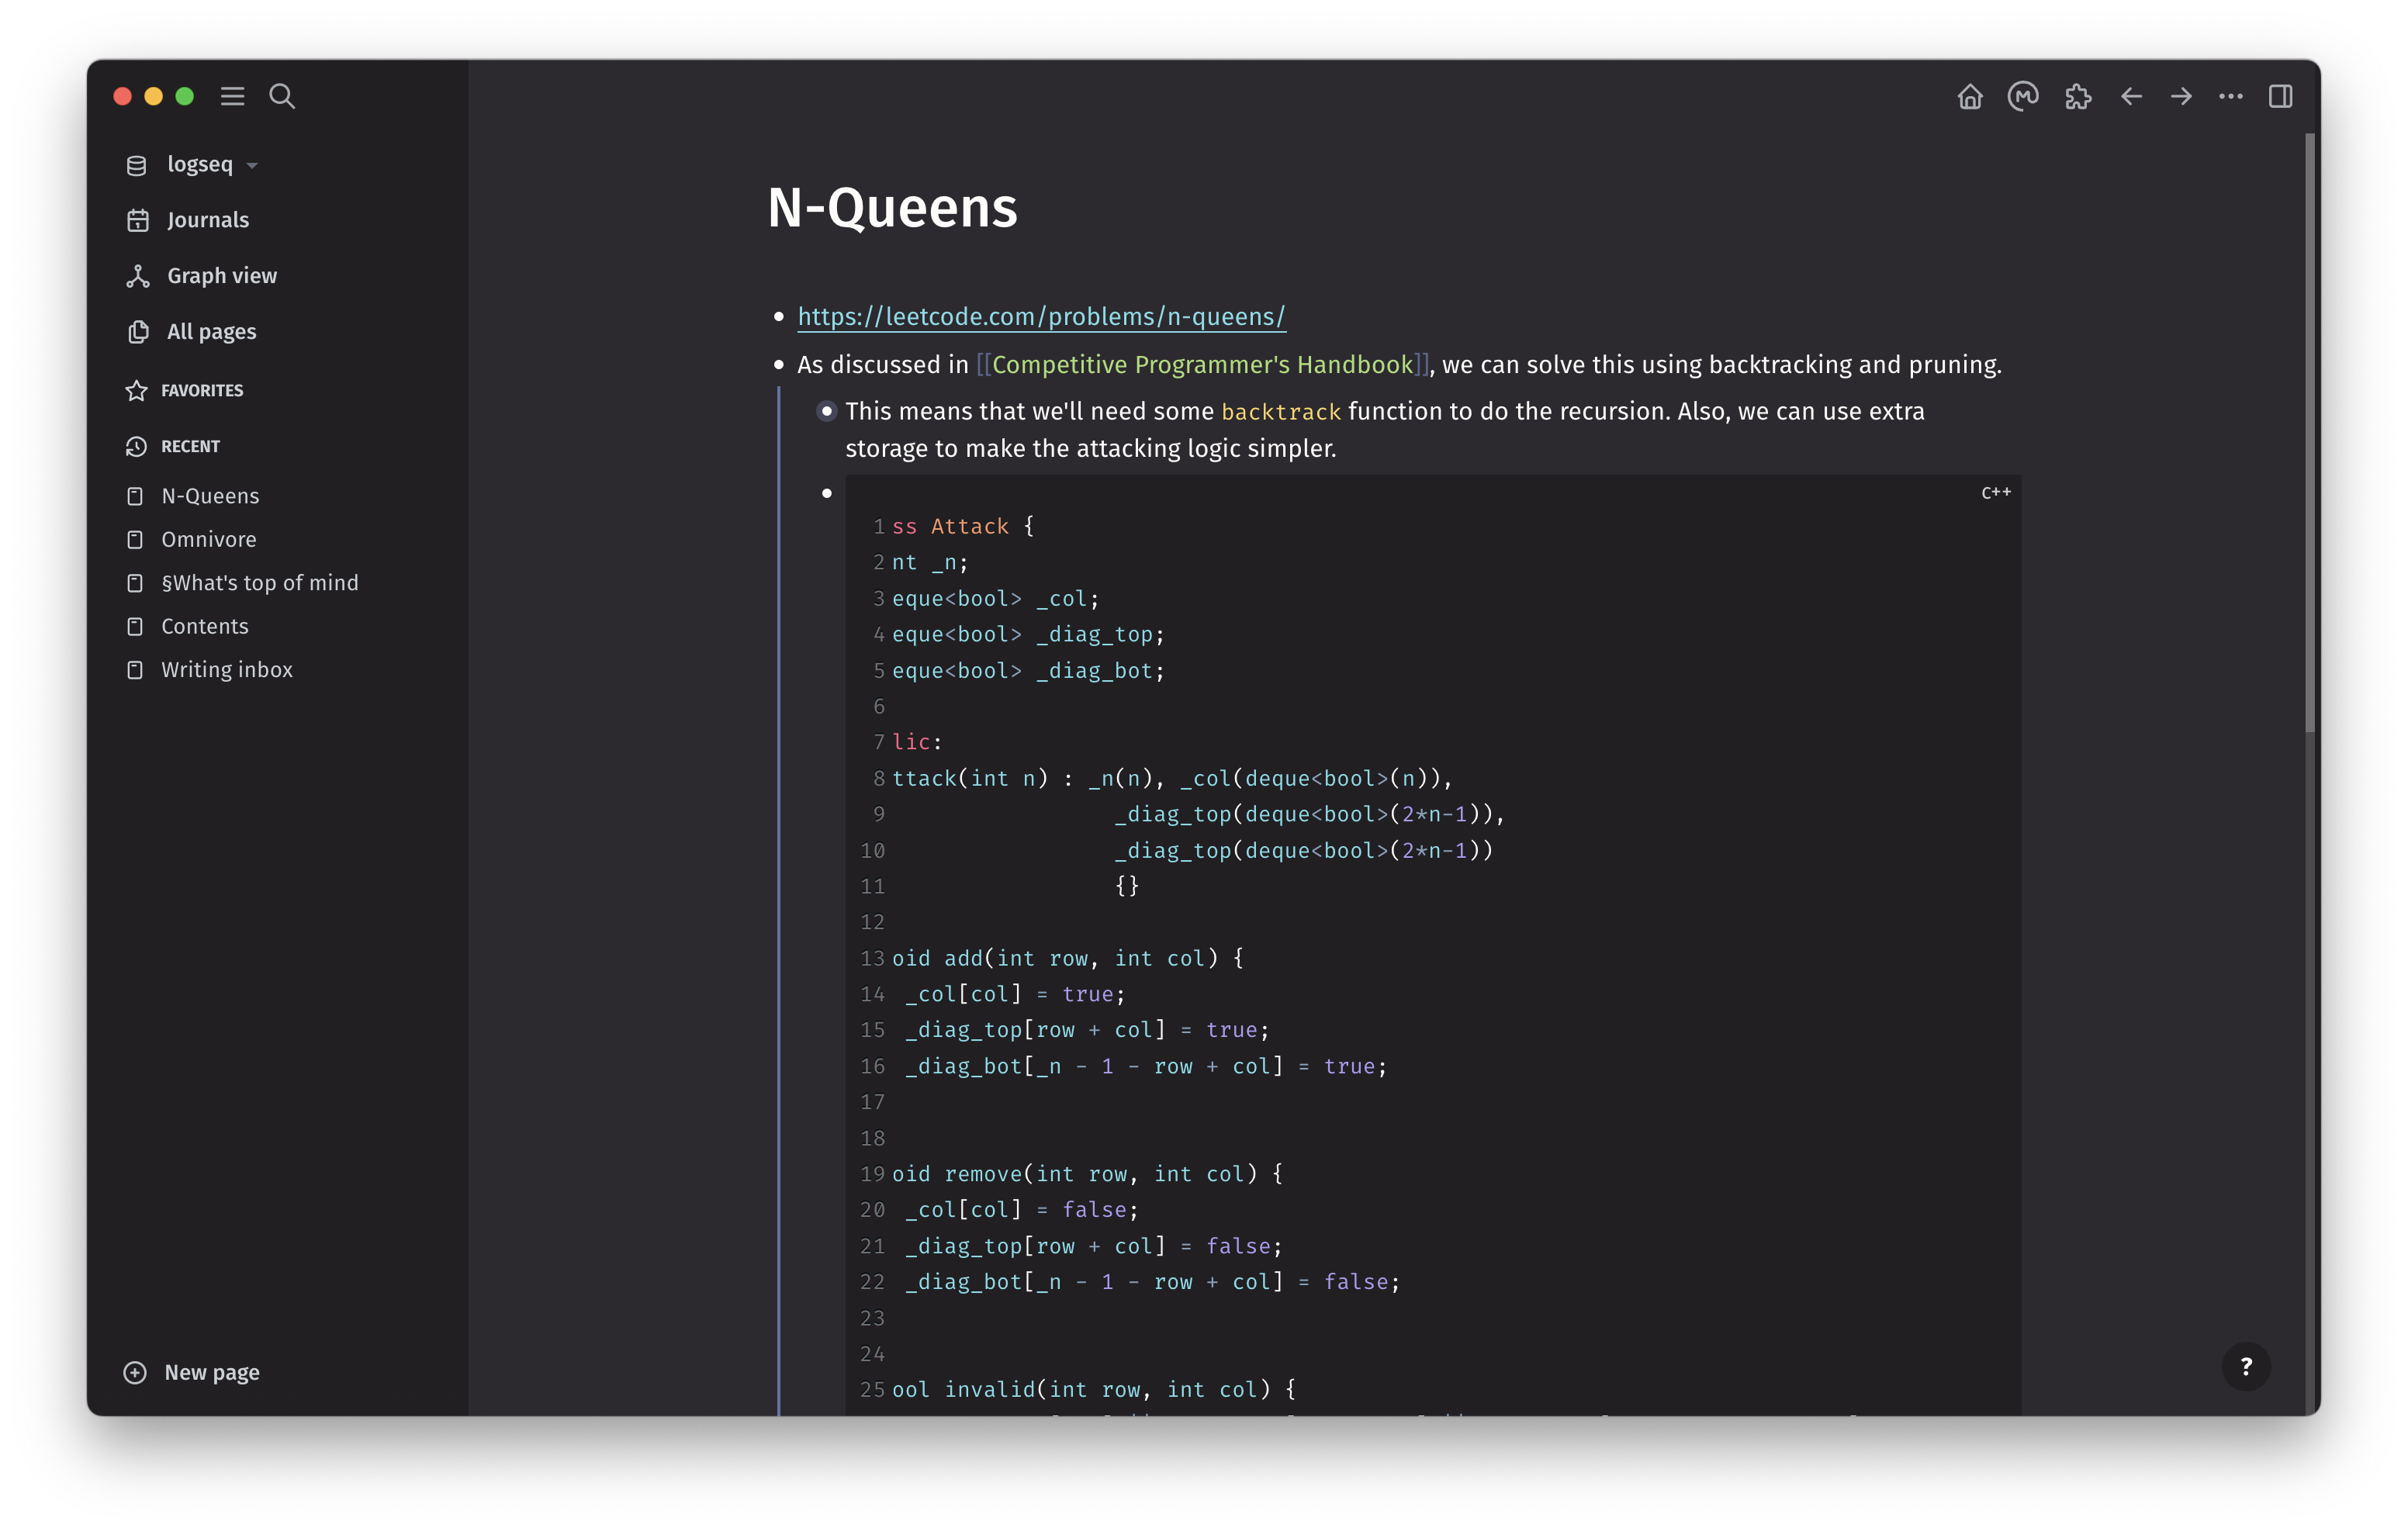 logseq
Journals
Graph view
All pages
FAVORITES
RECENT
N-Queens
Omnivore
§What's top of mind
Contents
Writing inbox
New page
N-Queens
https://leetcode.com/problems/n-queens/
As discussed in [[Competitive Programmer's Handbook]], we can solve this using backtracking and pruning.
This means that we'll need some backtrack function to do the recursion. Also, we can use extra
storage to make the attacking logic simpler.
C++
1 ss Attack {
2 nt _n;
3 eque<bool> _col;
4 eque<bool> _diag_top;
5 eque<bool> _diag_bot;
6
7 lic:
8 ttack(int n) : _n(n), _col(deque<bool>(n)),
9                  _diag_top(deque<bool>(2*n-1)),
10                  _diag_top(deque<bool>(2*n-1))
11                  {}
12
13 oid add(int row, int col) {
14  _col[col] = true;
15  _diag_top[row + col] = true;
16  _diag_bot[_n - 1 - row + col] = true;
17
18
19 oid remove(int row, int col) {
20  _col[col] = false;
21  _diag_top[row + col] = false;
22  _diag_bot[_n - 1 - row + col] = false;
23
24
25 ool invalid(int row, int col) {
?